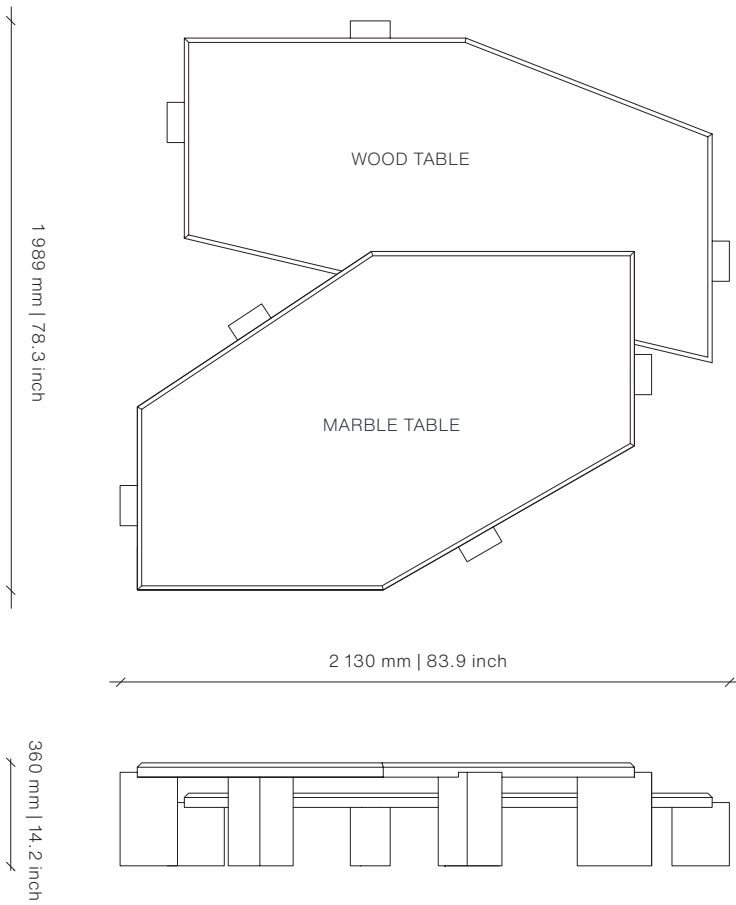 WOOD TABLE
1 989 mm | 78.3 inch
MARBLE TABLE
2 130 mm | 83.9 inch
360 mm | 14.2 inch